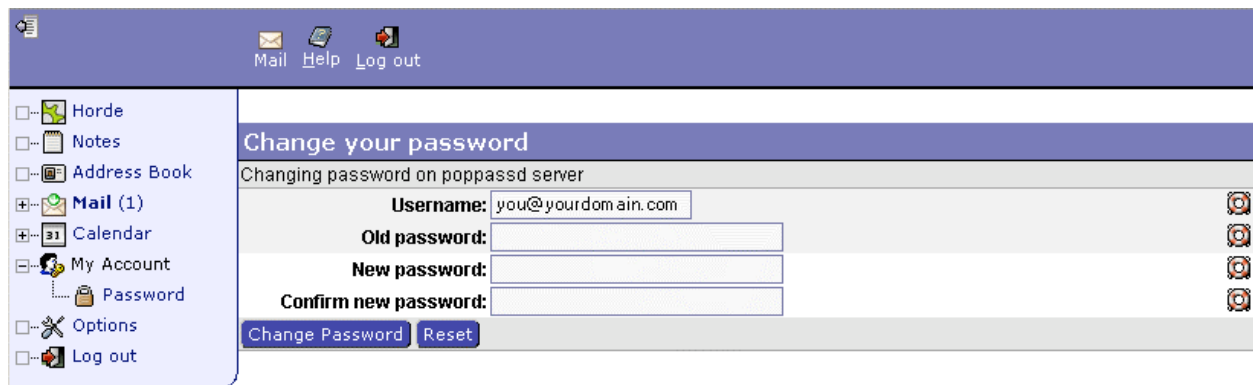 Mail Help Log out
Horde
Notes
Address Book
Mail (1)
31 Calendar
My Account
Password
Options
Log out
Change your password
Changing password on poppassd server
Username: you@yourdomain.com
Old password:
New password:
Confirm new password:
Change Password Reset